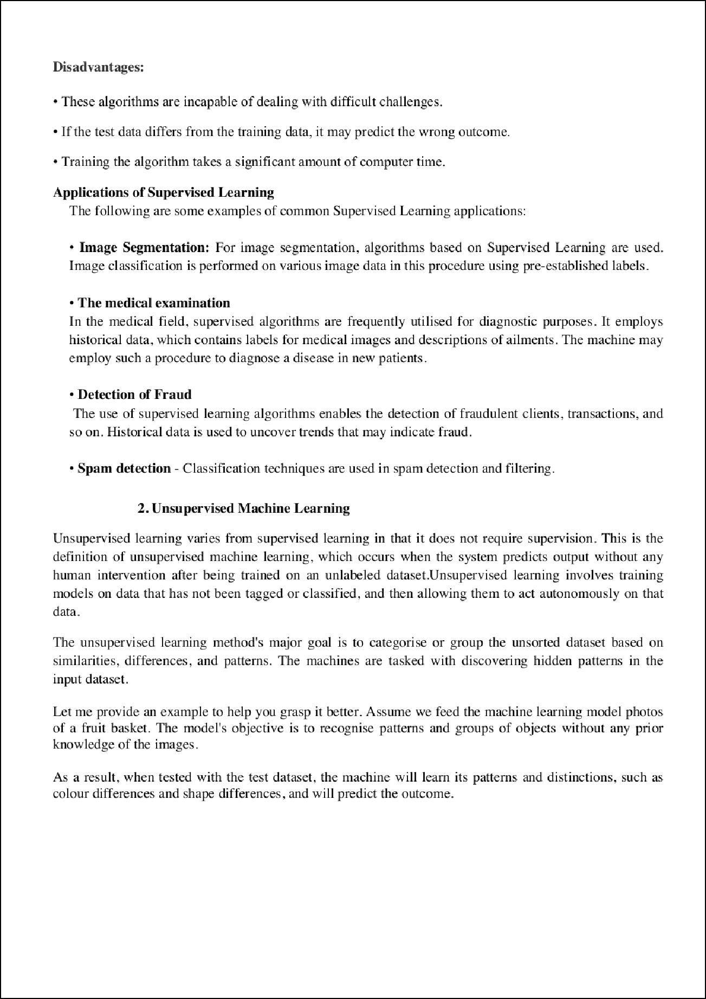 Disadvantages:
• These algorithms are incapable of dealing with difficult challenges.
• If the test data differs from the training data, it may predict the wrong outcome.
• Training the algorithm takes a significant amount of computer time.
Applications of Supervised Learning
The following are some examples of common Supervised Learning applications:
• Image Segmentation: For image segmentation, algorithms based on Supervised Learning are used.
Image classification is performed on various image data in this procedure using pre-established labels.
• The medical examination
In the medical field, supervised algorithms are frequently utilised for diagnostic purposes. It employs
historical data, which contains labels for medical images and descriptions of ailments. The machine may
employ such a procedure to diagnose a disease in new patients.
• Detection of Fraud
The use of supervised learning algorithms enables the detection of fraudulent clients, transactions, and
so on. Historical data is used to uncover trends that may indicate fraud.
• Spam detection - Classification techniques are used in spam detection and filtering.
2. Unsupervised Machine Learning
Unsupervised learning varies from supervised learning in that it does not require supervision. This is the
definition of unsupervised machine learning, which occurs when the system predicts output without any
human intervention after being trained on an unlabeled dataset.Unsupervised learning involves training
models on data that has not been tagged or classified, and then allowing them to act autonomously on that
data.
The unsupervised learning method's major goal is to categorise or group the unsorted dataset based on
similarities, differences, and patterns. The machines are tasked with discovering hidden patterns in the
input dataset.
Let me provide an example to help you grasp it better. Assume we feed the machine learning model photos
of a fruit basket. The model's objective is to recognise patterns and groups of objects without any prior
knowledge of the images.
As a result, when tested with the test dataset, the machine will learn its patterns and distinctions, such as
colour differences and shape differences, and will predict the outcome.